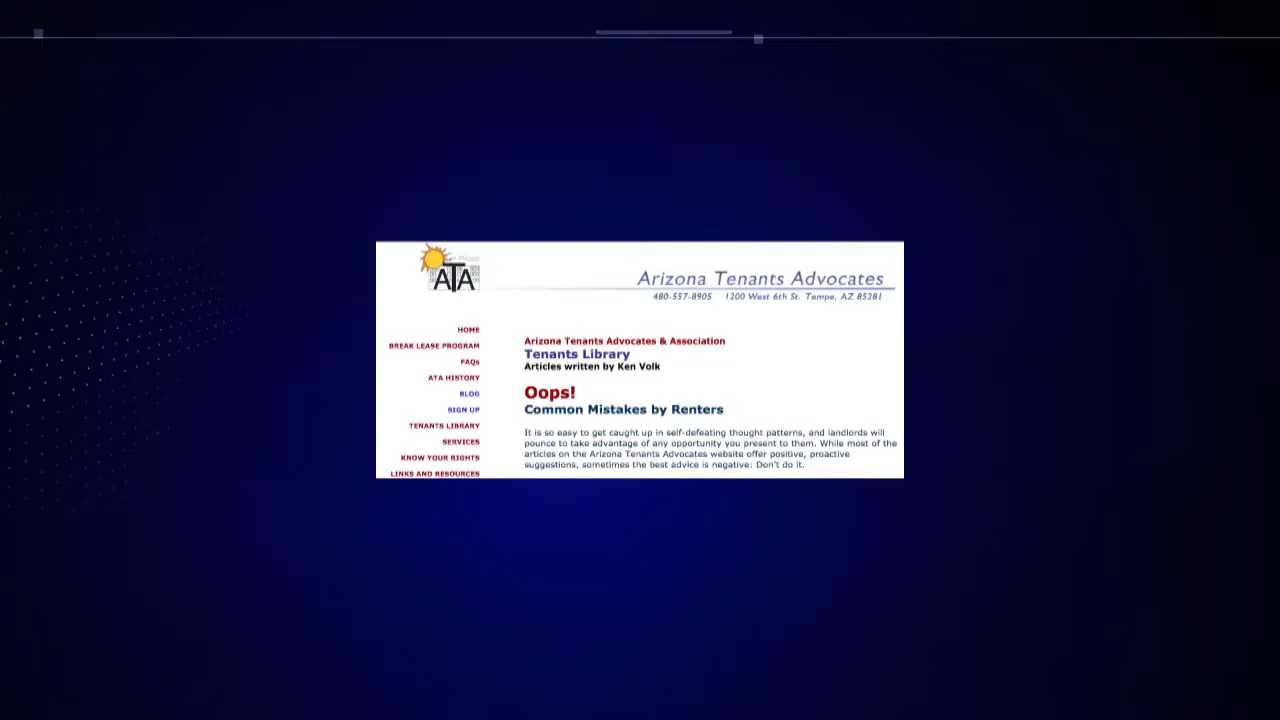 ATA
Arizona Tenants Advocates
480-557-8905 1200 West 6th St. Tempe, AZ 85281
HOME
BREAK LEASE PROGRAM
FAQs
ATA HISTORY
BLOG
SIGN UP
TENANTS LIBRARY
SERVICES
KNOW YOUR RIGHTS
LINKS AND RESOURCES
Arizona Tenants Advocates & Association
Tenants Library
Articles written by Ken Volk
Oops!
Common Mistakes by Renters
It is so easy to get caught up in self-defeating thought patterns, and landlords will
pounce to take advantage of any opportunity you present to them. While most of the
articles on the Arizona Tenants Advocates website offer positive, proactive
suggestions, sometimes the best advice is negative: Don't do it.